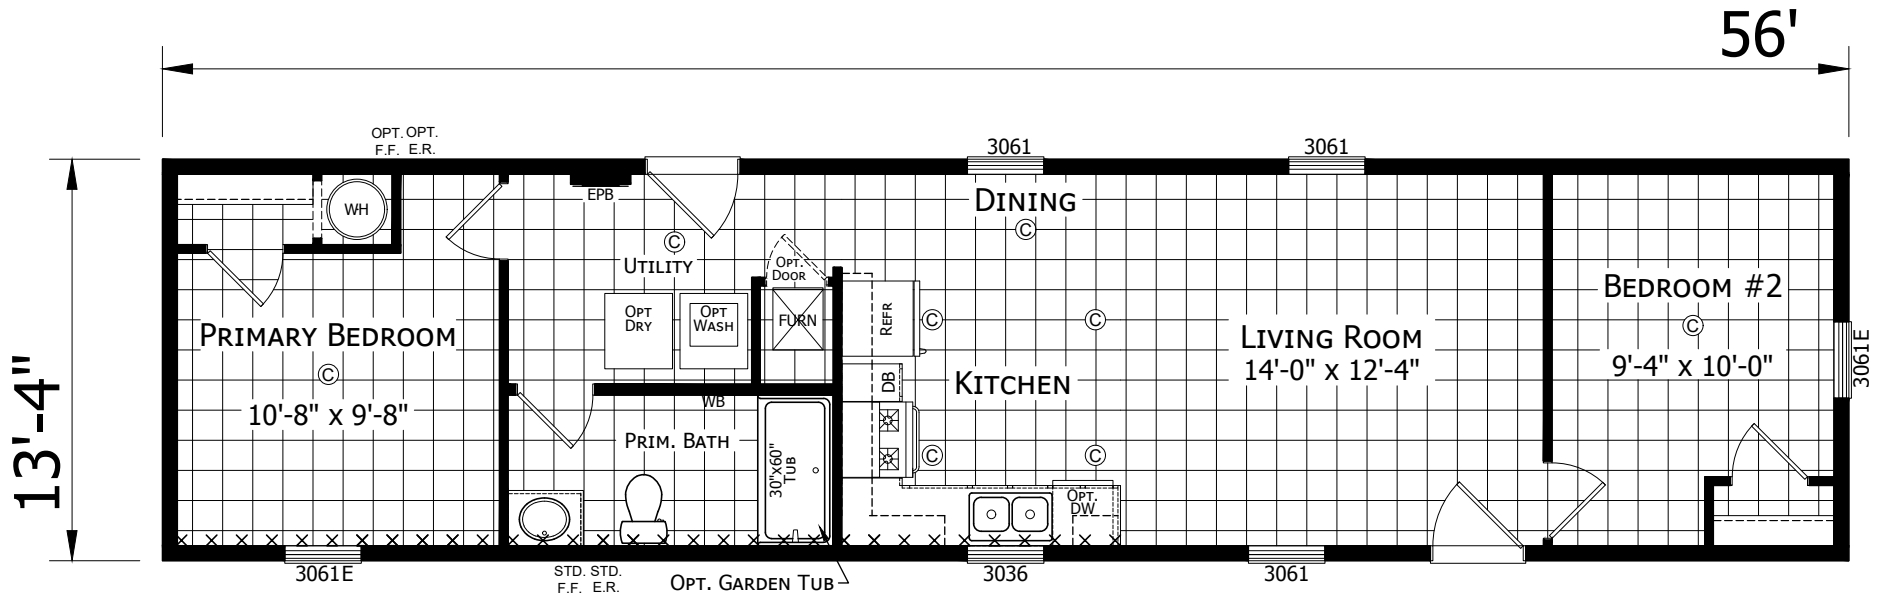 56'
13'-4"
OPT. OPT.
F.F. E.R.
3061
3061
WH
EPB
DINING
C
UTILITY
C
OPT.
DOOR
OPT
DRY
OPT
WASH
FURN
REFR
C
C
PRIMARY BEDROOM
C
10'-8" X 9'-8"
LIVING ROOM
14'-0" X 12'-4"
BEDROOM #2
C
9'-4" X 10'-0"
3061E
KITCHEN
DB
WB
PRIM. BATH
30"x60"
TUB
C
C
OPT.
DW
3061E
STD. STD.
F.F. E.R.
OPT. GARDEN TUB
3036
3061